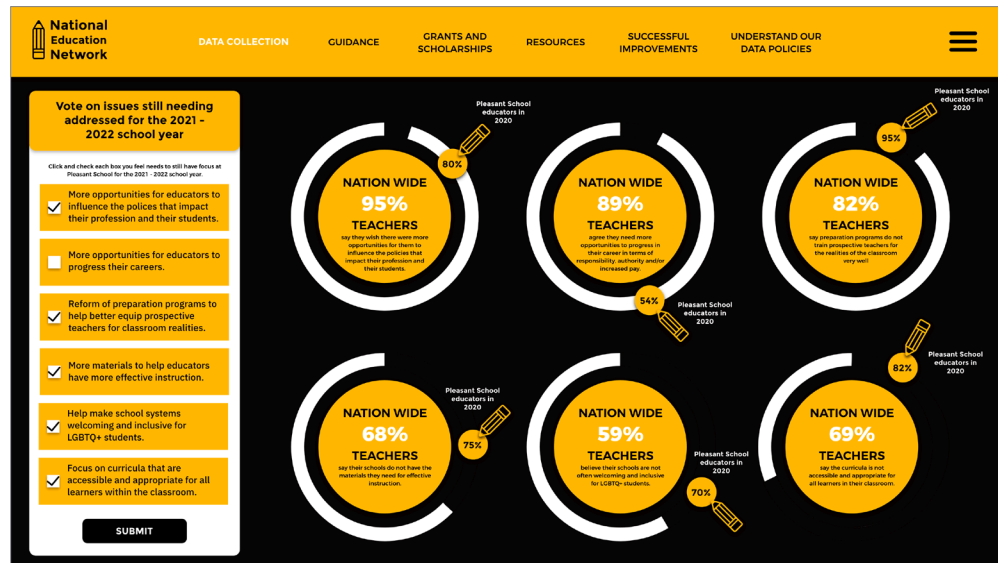 National
Education
Network
DATA COLLECTION
GUIDANCE
GRANTS AND
SCHOLARSHIPS
RESOURCES
SUCCESSFUL
IMPROVEMENTS
UNDERSTAND OUR
DATA POLICIES
Vote on issues still needing
addressed for the 2021 -
2022 school year
Click and check each box you feel needs to still have focus at
Pleasant School for the 2021 - 2022 school year.
More opportunities for educators to
influence the polices that impact
their profession and their students.
More opportunities for educators to
progress their careers.
Reform of preparation programs to
help better equip prospective
teachers for classroom realities.
More materials to help educators
have more effective instruction.
Help make school systems
welcoming and inclusive for
LGBTQ+ students.
Focus on curricula that are
accessible and appropriate for all
learners within the classroom.
SUBMIT
Pleasant School
educators in
2020
80%
NATION WIDE
95%
TEACHERS
say they wish there were more
opportunities for them to
influence the policies that
impact their profession and
their students.
NATION WIDE
89%
TEACHERS
agree they need more
opportunities to progress in
their career in terms of
responsibility, authority and/or
increased pay.
54%
Pleasant School
educators in
2020
Pleasant School
educators in
2020
95%
NATION WIDE
82%
TEACHERS
say preparation programs do not
train prospective teachers for
the realities of the classroom
very well
Pleasant School
educators in
2020
75%
NATION WIDE
68%
TEACHERS
say their schools do not have the
materials they need for effective
instruction.
NATION WIDE
59%
TEACHERS
believe their schools are not
often welcoming and inclusive
for LGBTQ+ students.
Pleasant School
educators in
2020
70%
82%
Pleasant School
educators in
2020
NATION WIDE
69%
TEACHERS
say the curricula is not
accessible and appropriate for
all learners in their classroom.